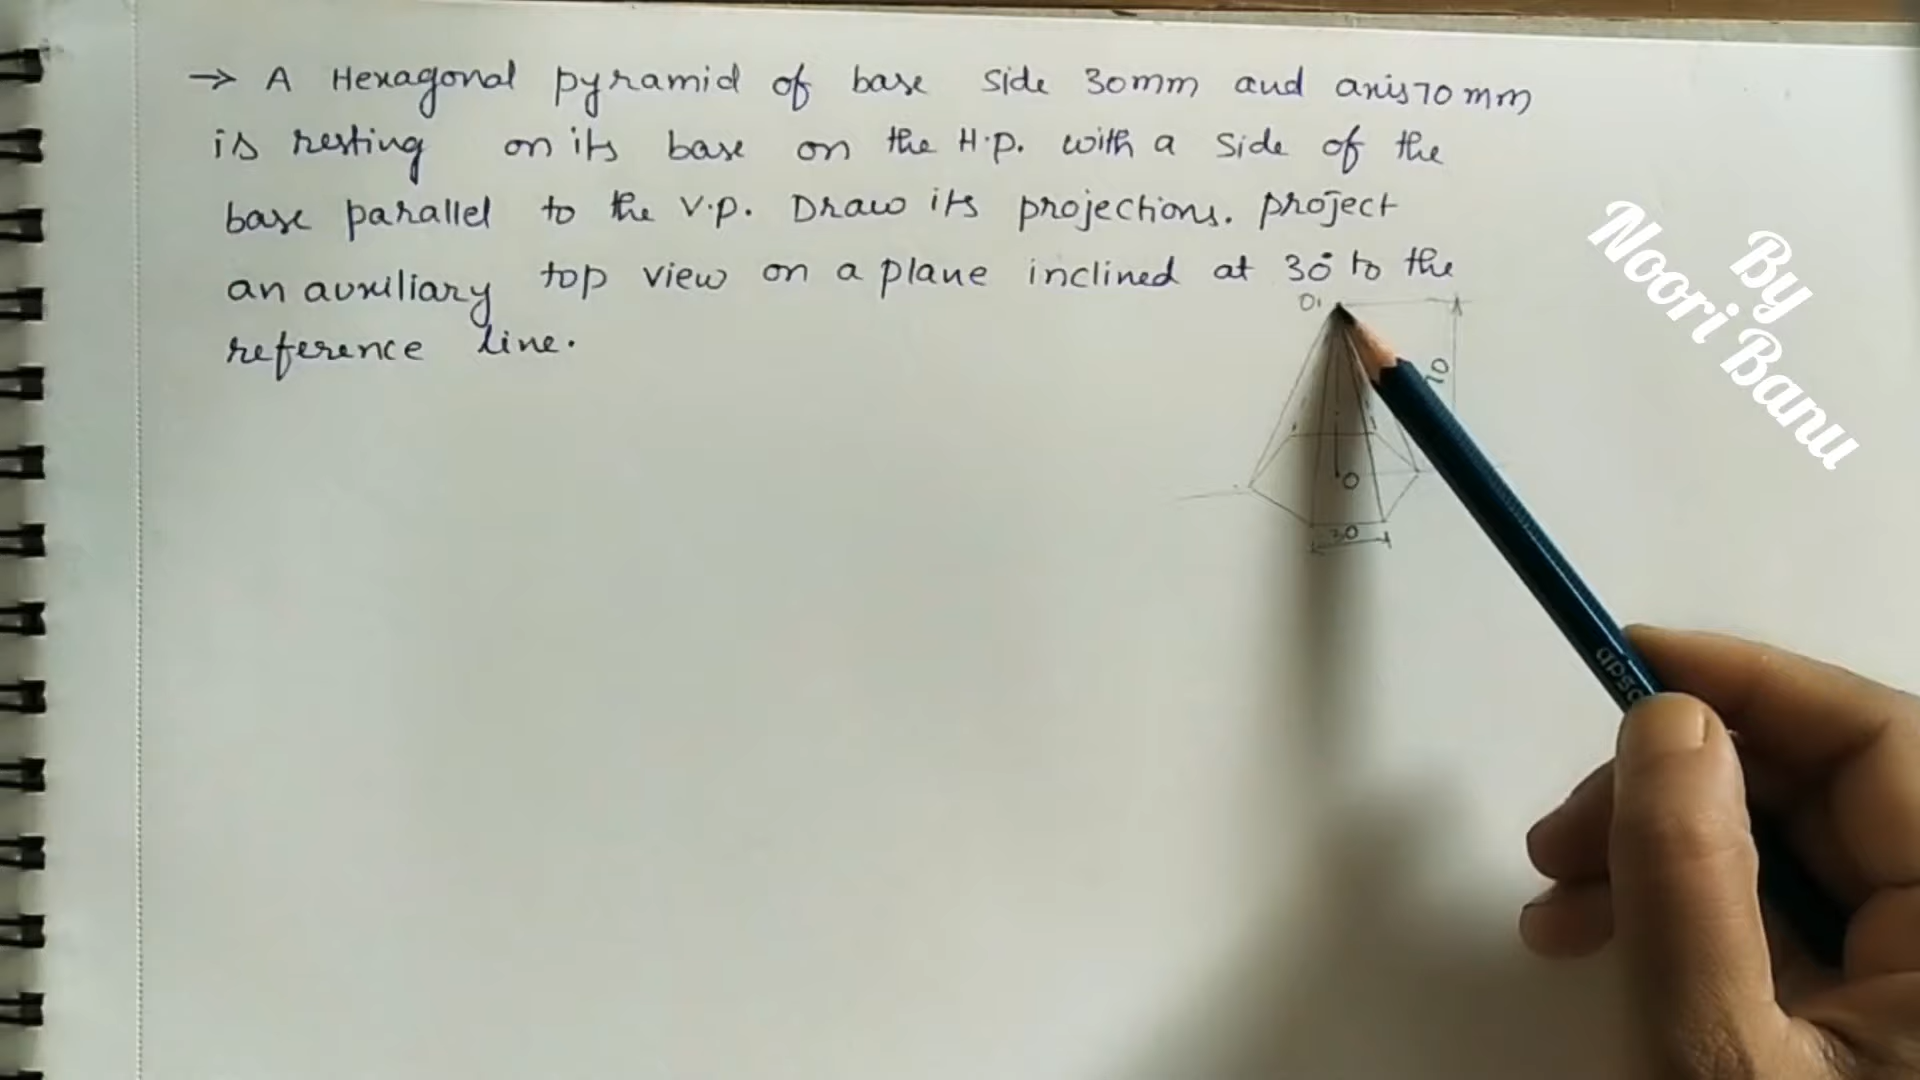 → A Hexagonal pyramid of base side 30mm and axis 70 mm
is resting on its base on the H.p. with a side of the
base parallel to the V.p. Draw its projections. project
an auxiliary top view on a plane inclined at 30° to the
reference line.
O1
70
O
30
By
Noori Banu
apsa